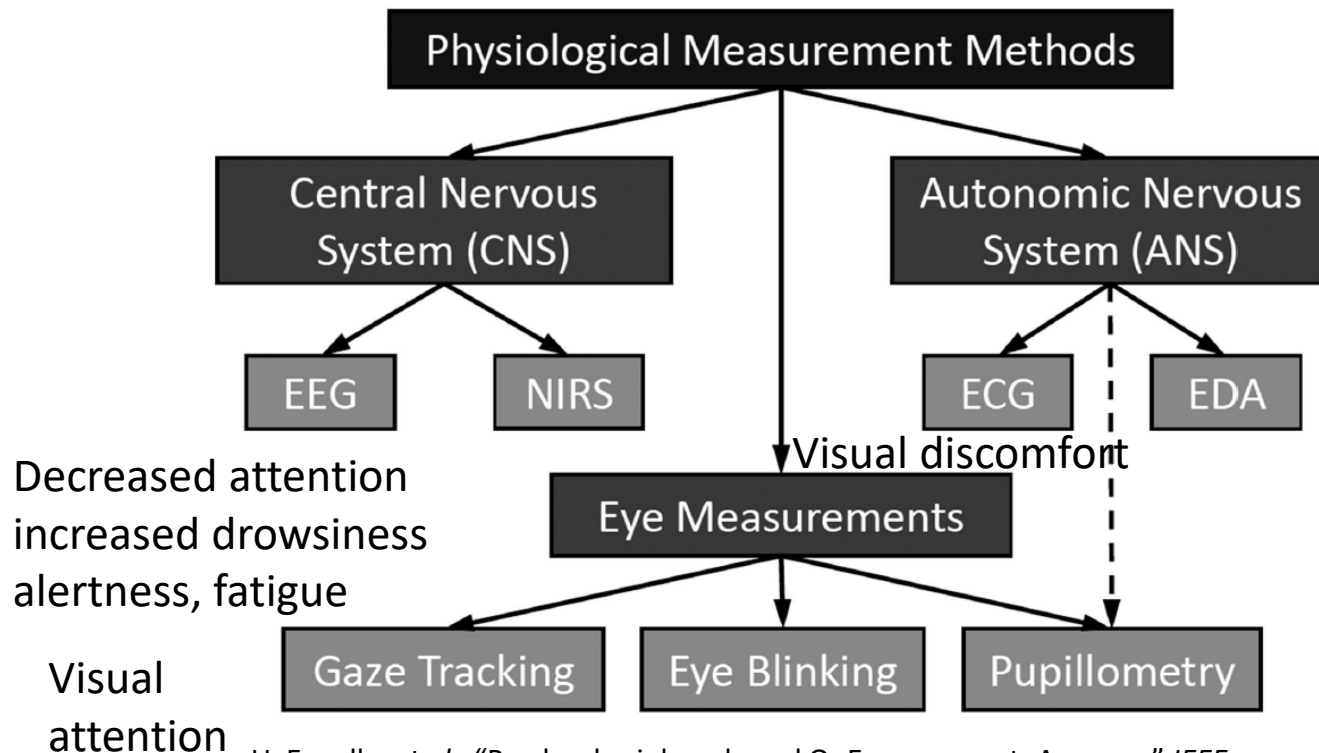 Physiological Measurement Methods
Central Nervous
System (CNS)
Autonomic Nervous
System (ANS)
EEG
NIRS
ECG
EDA
Visual discomfort
Decreased attention
increased drowsiness
alertness, fatigue
Eye Measurements
Gaze Tracking
Eye Blinking
Pupillometry
Visual
attention